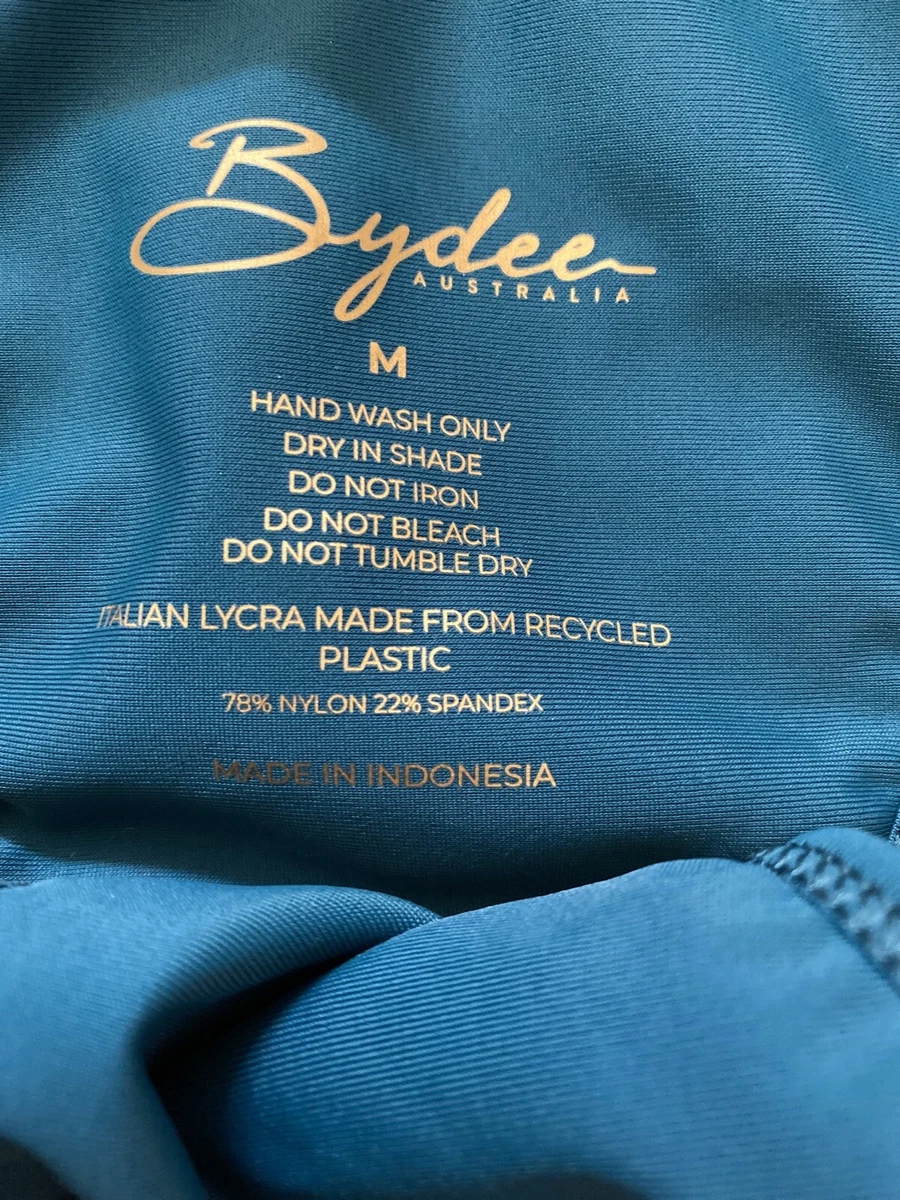 Bydee
AUSTRALIA
M
HAND WASH ONLY
DRY IN SHADE
DO NOT IRON
DO NOT BLEACH
DO NOT TUMBLE DRY
ITALIAN LYCRA MADE FROM RECYCLED
PLASTIC
78% NYLON 22% SPANDEX
MADE IN INDONESIA